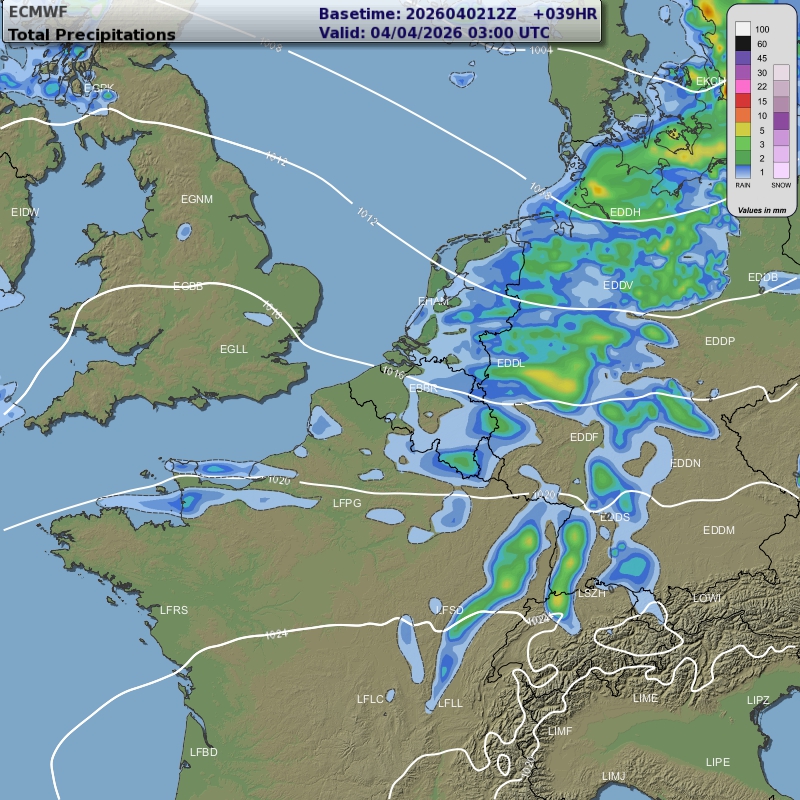 ECMWF
Basetime: 2026040212Z   +039HR
Total Precipitations
Valid: 04/04/2026 03:00 UTC
1008
1004
100
60
45
30
22
15
10
5
3
2
1
RAIN
SNOW
Values in mm
EGPK
EKCH
1012
1008
EGNM
EIDW
1012
EDDH
EGBB
EDDV
EDDB
EHAM
1016
EGLL
EDDP
EDDL
1016
EBBR
EDDF
EDDN
1020
1020
LFPG
EDDS
EDDM
LSZH
LOWI
LFRS
LFSD
1024
1024
LFLC
LFLL
LIME
LIPZ
LIMF
LFBD
LIPE
LIMJ